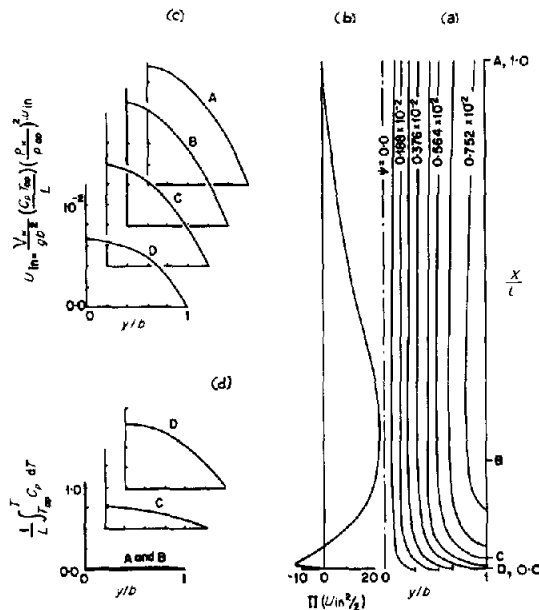 (c)
(b)
(a)
A, 1.0
A
B
C
D
10⁻²
0.0
0
1
y/b
ψ = 0.0
0.188 × 10⁻²
0.376 × 10⁻²
0.564 × 10⁻²
0.752 × 10⁻²
B
C
D, 0.0
-10
0
20
0
1
y/b
(d)
D
C
A and B
1.0
0.0
0
1
y/b